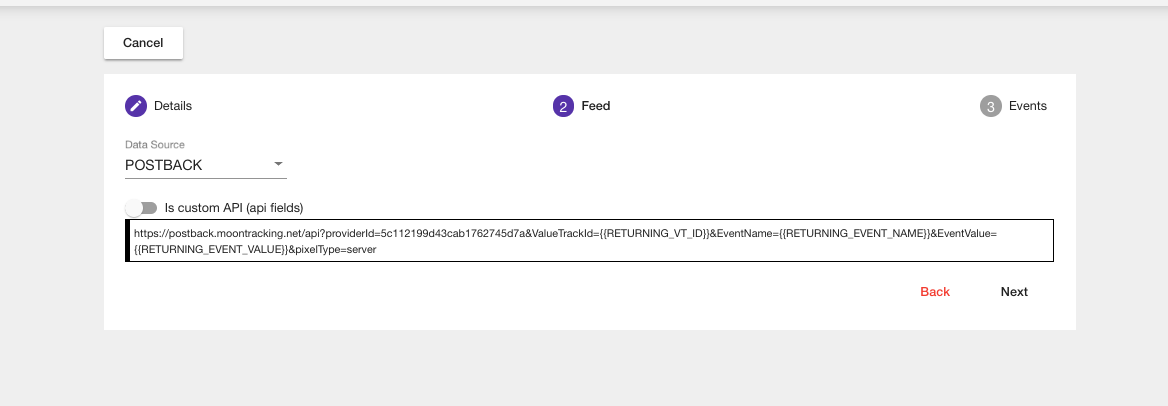 Cancel
Details
2 Feed
3 Events
Data Source
POSTBACK
Is custom API (api fields)
https://postback.moontracking.net/api?providerId=5c112199d43cab1762745d7a&ValueTrackId={{RETURNING_VT_ID}}&EventName={{RETURNING_EVENT_NAME}}&EventValue=
{{RETURNING_EVENT_VALUE}}&pixelType=server
Back Next